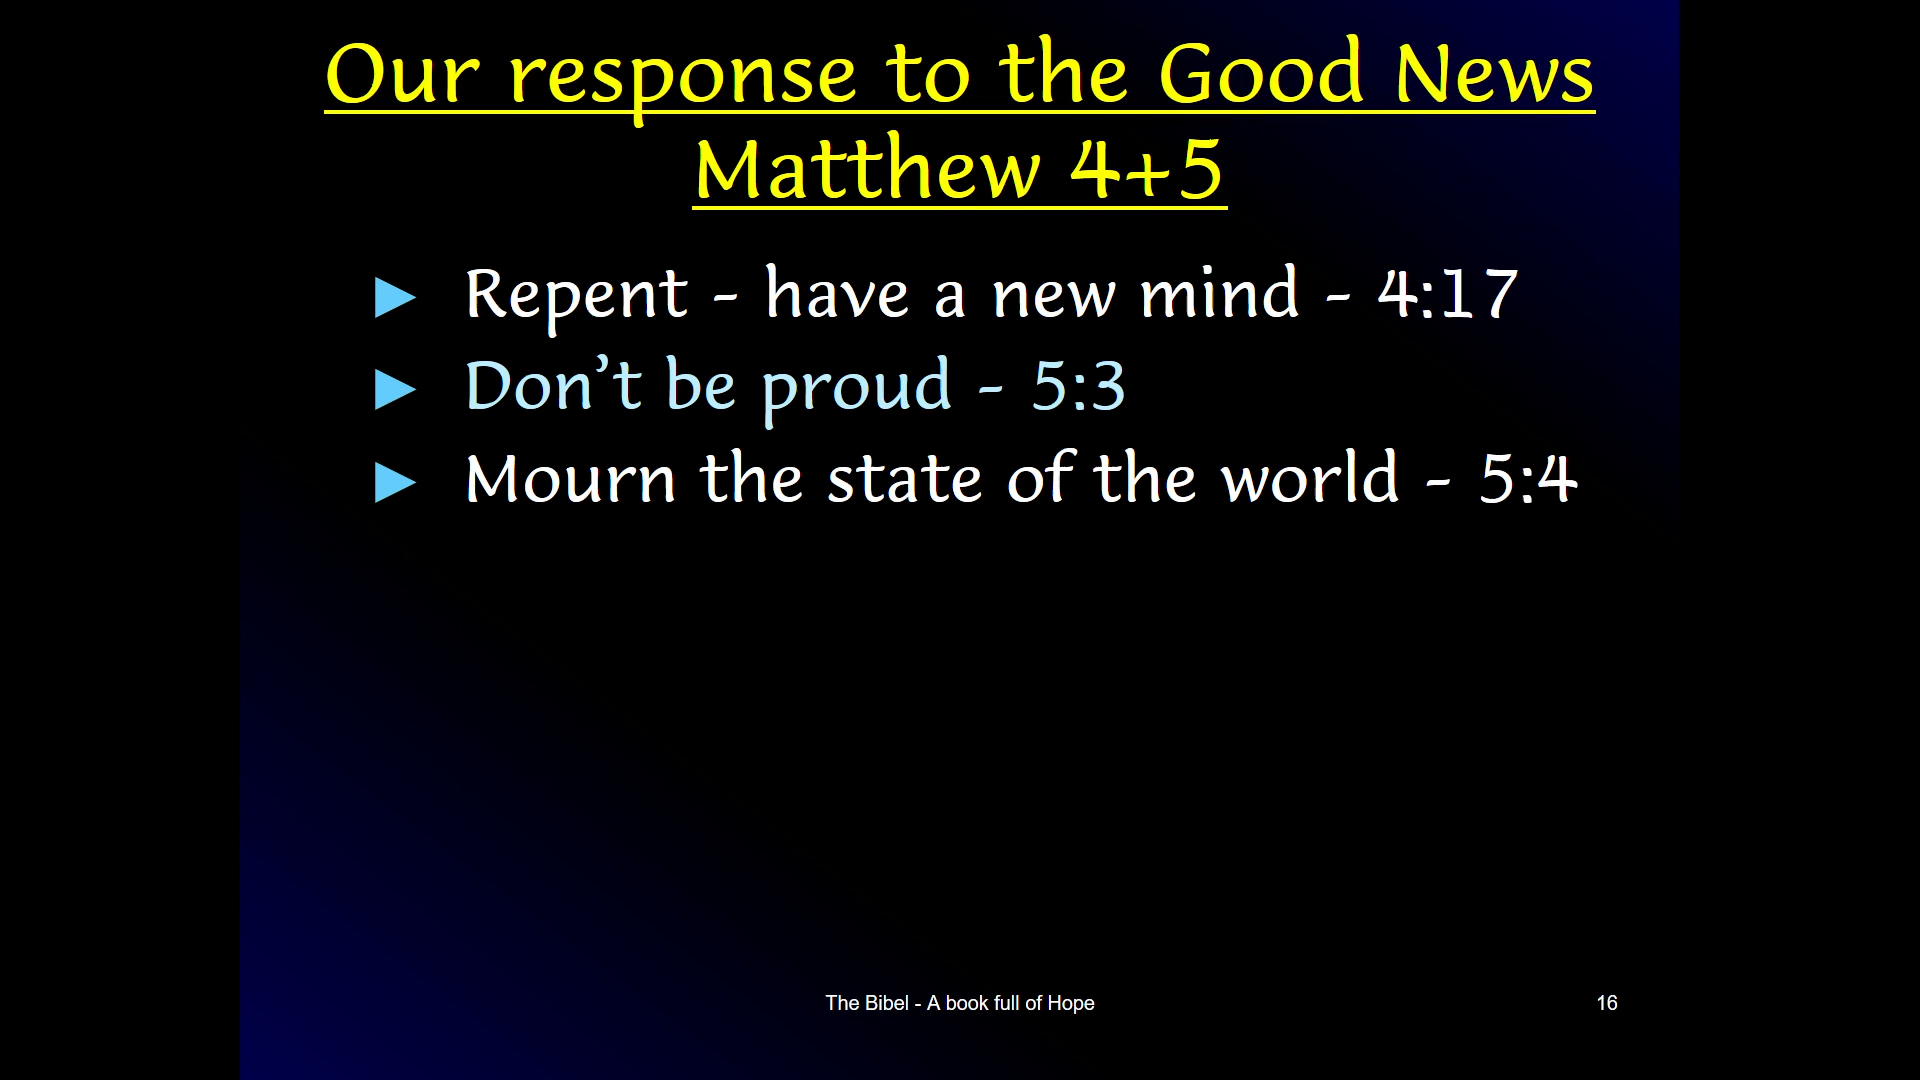 Our response to the Good News
Matthew 4+5
► Repent - have a new mind - 4:17
► Don’t be proud - 5:3
► Mourn the state of the world - 5:4
The Bibel - A book full of Hope
16